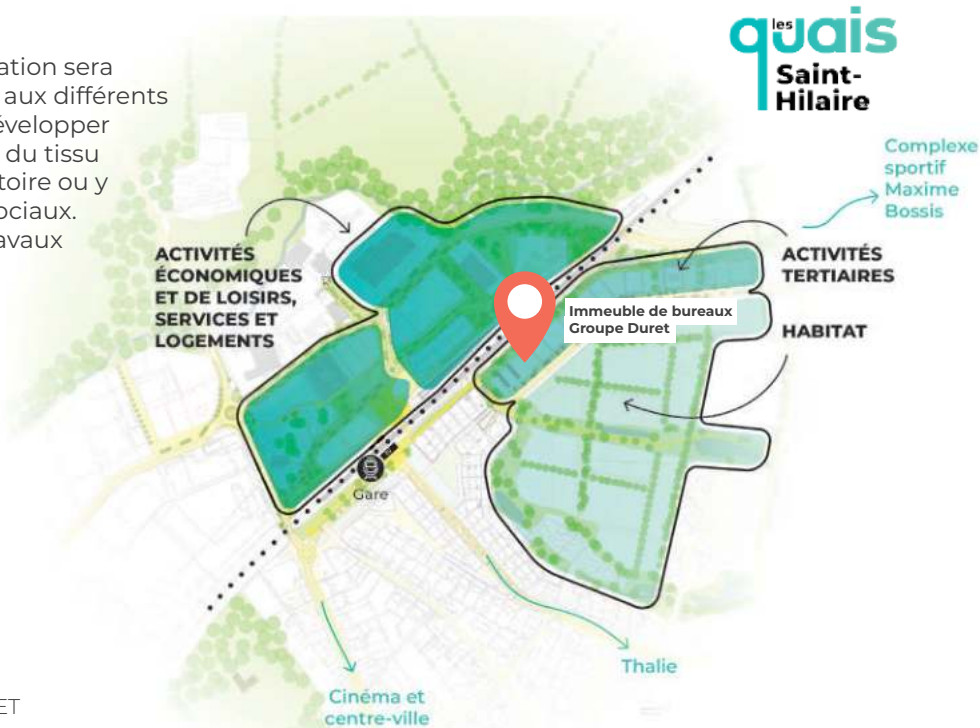 les
quais
Saint-
Hilaire
ation sera
aux différents
évelopper
du tissu
toire ou y
ociaux.
avaux
Complexe
sportif
Maxime
Bossis
ACTIVITÉS
ÉCONOMIQUES
ET DE LOISIRS,
SERVICES ET
LOGEMENTS
ACTIVITÉS
TERTIAIRES
Immeuble de bureaux
Groupe Duret
HABITAT
Gare
Thalie
Cinéma et
centre-ville
ET